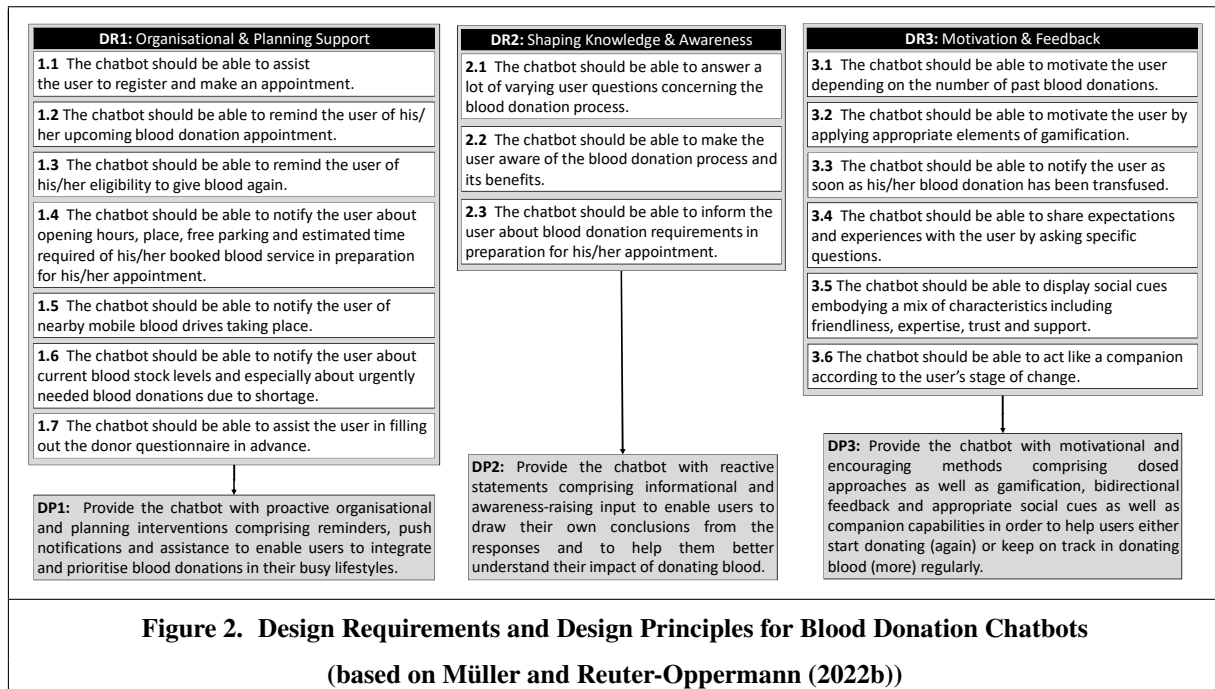 DR1: Organisational & Planning Support
1.1 The chatbot should be able to assist
the user to register and make an appointment.
1.2 The chatbot should be able to remind the user of his/
her upcoming blood donation appointment.
1.3 The chatbot should be able to remind the user of
his/her eligibility to give blood again.
1.4 The chatbot should be able to notify the user about
opening hours, place, free parking and estimated time
required of his/her booked blood service in preparation
for his/her appointment.
1.5 The chatbot should be able to notify the user of
nearby mobile blood drives taking place.
1.6 The chatbot should be able to notify the user about
current blood stock levels and especially about urgently
needed blood donations due to shortage.
1.7 The chatbot should be able to assist the user in filling
out the donor questionnaire in advance.
DP1: Provide the chatbot with proactive organisational
and planning interventions comprising reminders, push
notifications and assistance to enable users to integrate
and prioritise blood donations in their busy lifestyles.
DR2: Shaping Knowledge & Awareness
2.1 The chatbot should be able to answer a
lot of varying user questions concerning the
blood donation process.
2.2 The chatbot should be able to make the
user aware of the blood donation process and
its benefits.
2.3 The chatbot should be able to inform the
user about blood donation requirements in
preparation for his/her appointment.
DP2: Provide the chatbot with reactive
statements comprising informational and
awareness-raising input to enable users to
draw their own conclusions from the
responses and to help them better
understand their impact of donating blood.
DR3: Motivation & Feedback
3.1 The chatbot should be able to motivate the user
depending on the number of past blood donations.
3.2 The chatbot should be able to motivate the user by
applying appropriate elements of gamification.
3.3 The chatbot should be able to notify the user as
soon as his/her blood donation has been transfused.
3.4 The chatbot should be able to share expectations
and experiences with the user by asking specific
questions.
3.5 The chatbot should be able to display social cues
embodying a mix of characteristics including
friendliness, expertise, trust and support.
3.6 The chatbot should be able to act like a companion
according to the user's stage of change.
DP3: Provide the chatbot with motivational and
encouraging methods comprising dosed
approaches as well as gamification, bidirectional
feedback and appropriate social cues as well as
companion capabilities in order to help users either
start donating (again) or keep on track in donating
blood (more) regularly.
Figure 2. Design Requirements and Design Principles for Blood Donation Chatbots
(based on Müller and Reuter-Oppermann (2022b))